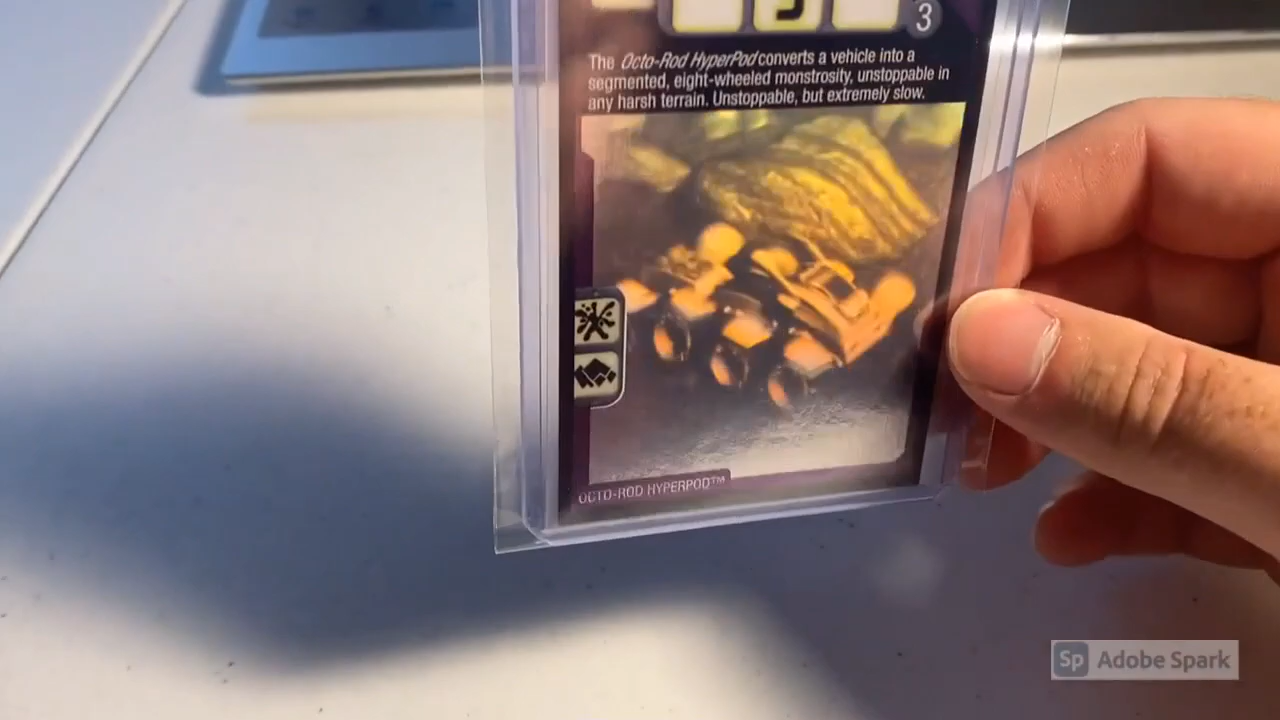 3
The Octo-Rod HyperPod converts a vehicle into a
segmented, eight-wheeled monstrosity, unstoppable in
any harsh terrain. Unstoppable, but extremely slow.
OCTO-ROD HYPERPOD™
Sp Adobe Spark